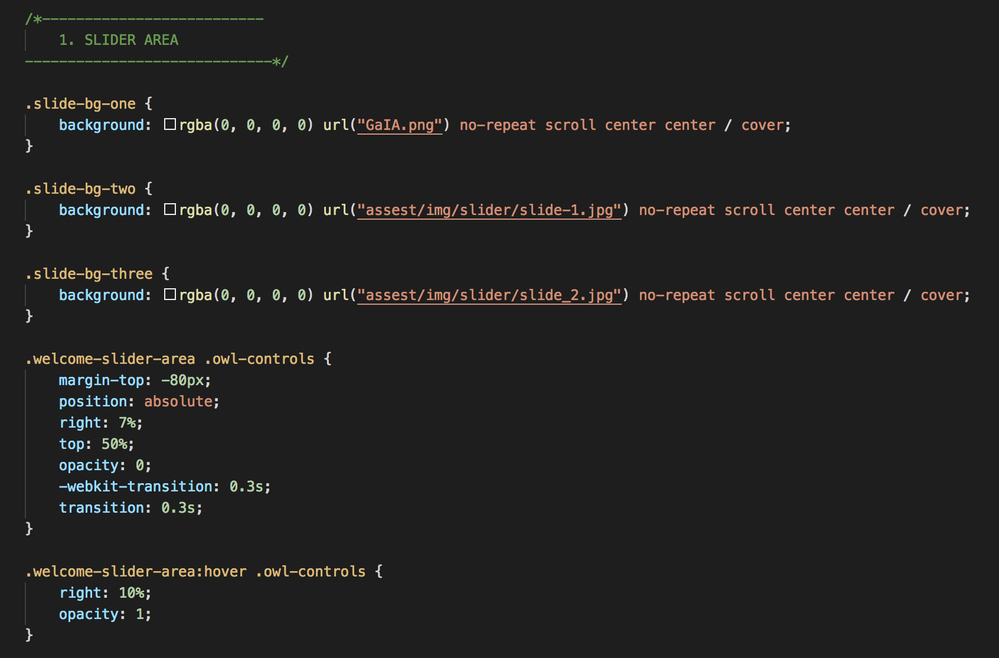 /*--------------------------
    1. SLIDER AREA
-----------------------------*/

.slide-bg-one {
    background: rgba(0, 0, 0, 0) url("GaIA.png") no-repeat scroll center center / cover;
}

.slide-bg-two {
    background: rgba(0, 0, 0, 0) url("assest/img/slider/slide-1.jpg") no-repeat scroll center center / cover;
}

.slide-bg-three {
    background: rgba(0, 0, 0, 0) url("assest/img/slider/slide_2.jpg") no-repeat scroll center center / cover;
}

.welcome-slider-area .owl-controls {
    margin-top: -80px;
    position: absolute;
    right: 7%;
    top: 50%;
    opacity: 0;
    -webkit-transition: 0.3s;
    transition: 0.3s;
}

.welcome-slider-area:hover .owl-controls {
    right: 10%;
    opacity: 1;
}